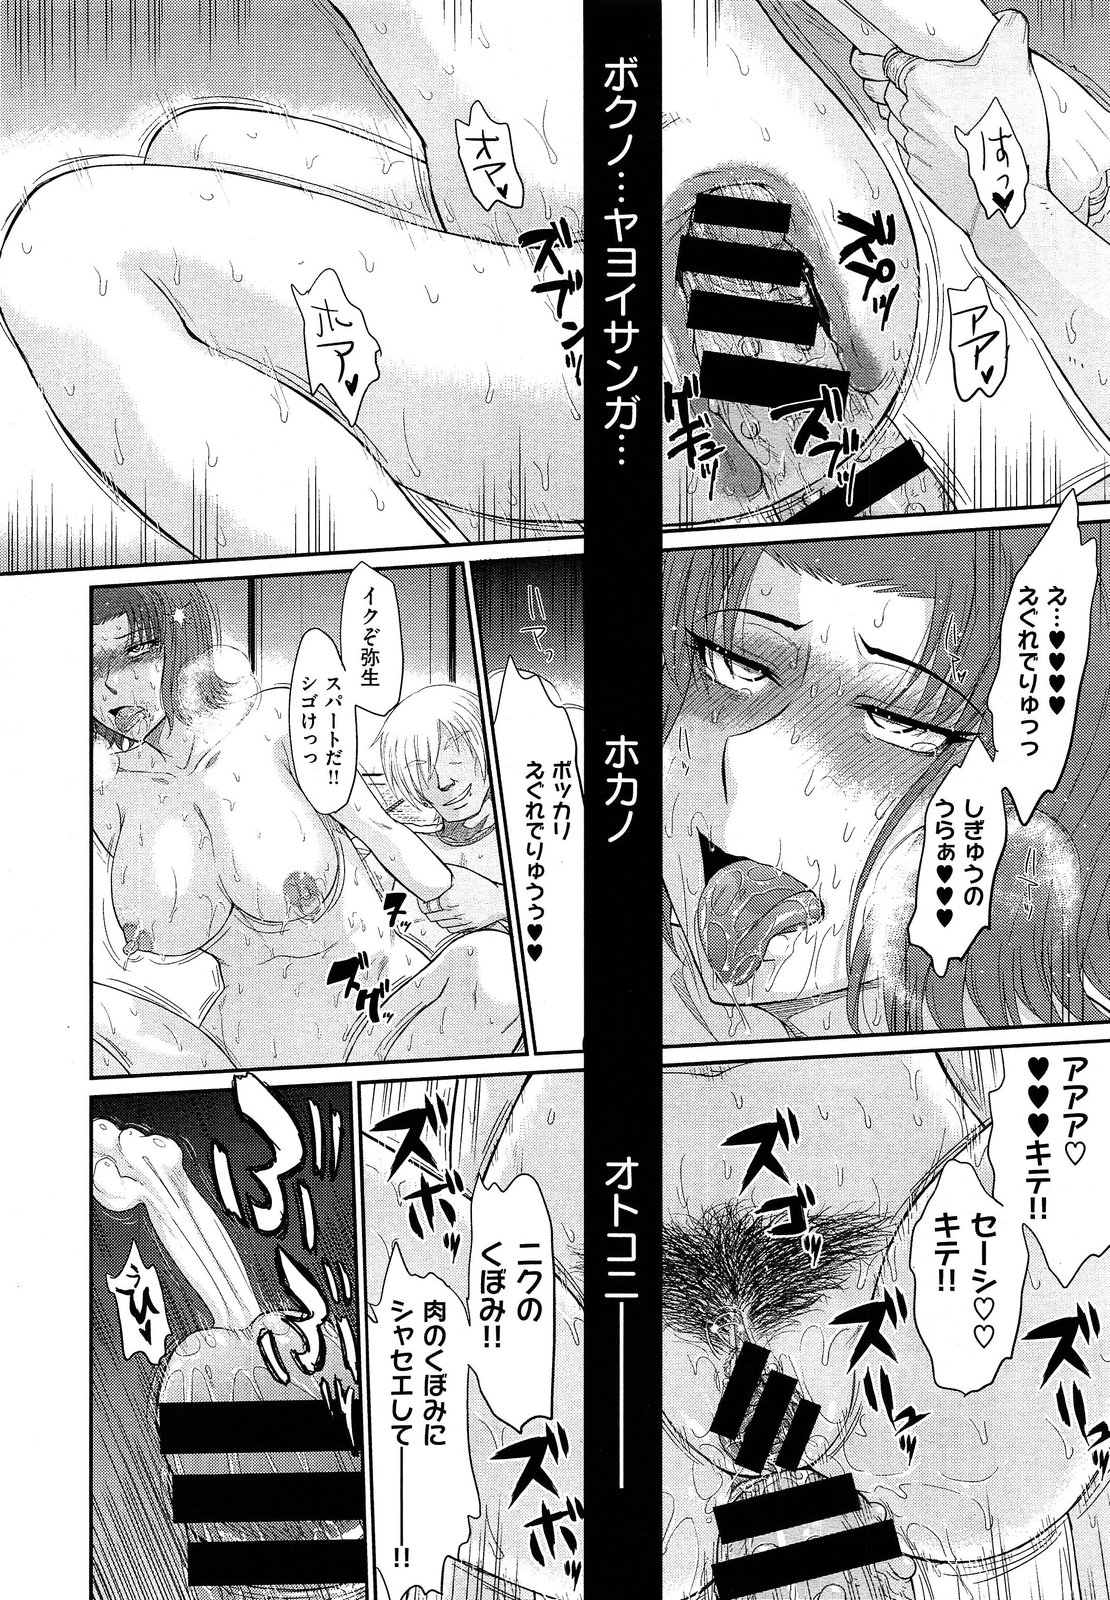 はっ♥
アア♥
ズパッ
ズブッ
ゲギュッ
ボクノ…ヤヨイサンガ…
ホカノ
オトコニ――――
オア♥
ホア♥
ズブンッ
え…♥♥♥♥
えぐれでりゅっっ
しぎゅうの
うらぁ♥♥♥
ポッカリ
えぐれでりゅうぅ♥♥
イクぞ弥生
スパートだ!!
シゴけっっ
アアア♡
♥♥♥キテ!!
セーシ♡♡
キテ!!
ズゴッ
ズボッ
ズリュッ
ニクの
くぼみ!!
肉のくぼみに
シャセエして――――!!
ズボッ
ズボッ
うひ♥